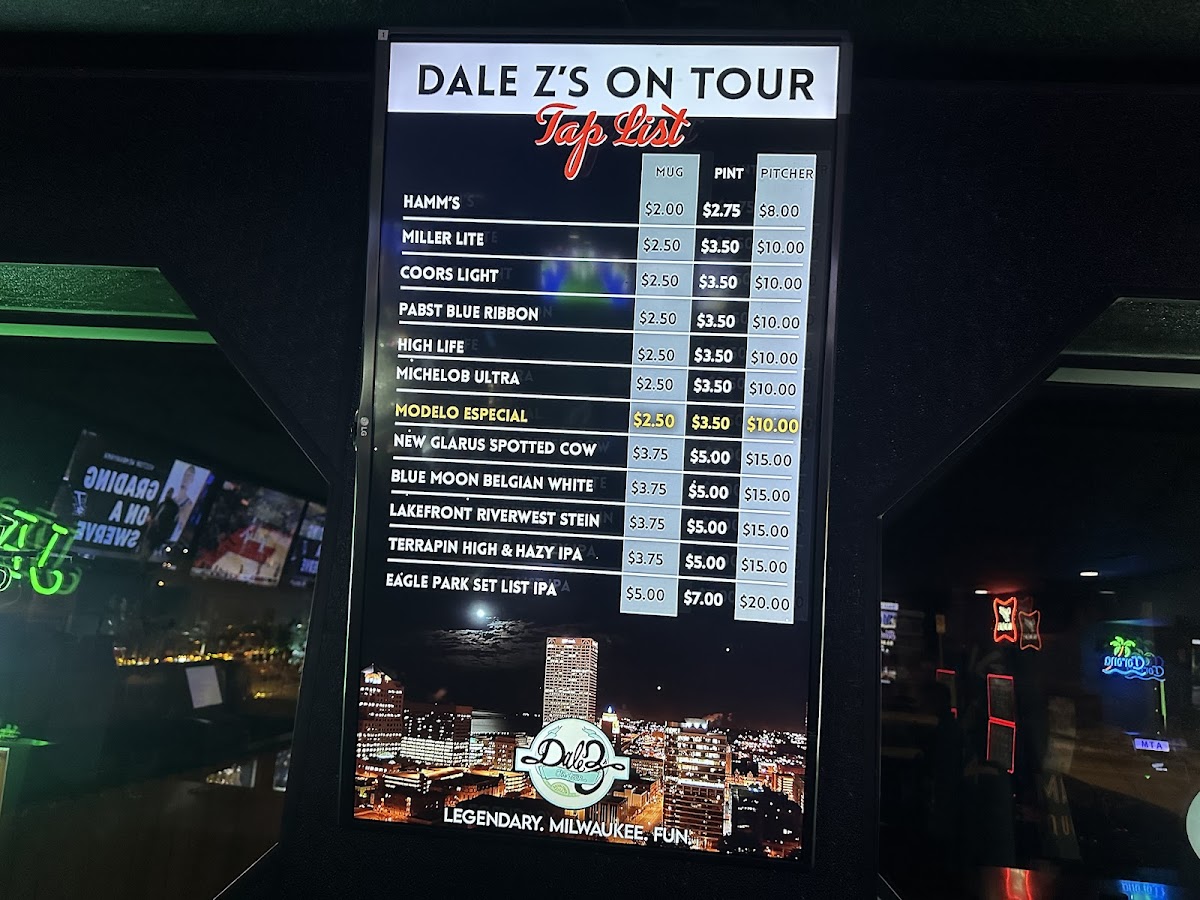 DALE Z'S ON TOUR
Tap List
MUG PINT PITCHER
HAMM'S $2.00 $2.75 $8.00
MILLER LITE $2.50 $3.50 $10.00
COORS LIGHT $2.50 $3.50 $10.00
PABST BLUE RIBBON $2.50 $3.50 $10.00
HIGH LIFE $2.50 $3.50 $10.00
MICHELOB ULTRA $2.50 $3.50 $10.00
MODELO ESPECIAL $2.50 $3.50 $10.00
NEW GLARUS SPOTTED COW $3.75 $5.00 $15.00
BLUE MOON BELGIAN WHITE $3.75 $5.00 $15.00
LAKEFRONT RIVERWEST STEIN $3.75 $5.00 $15.00
TERRAPIN HIGH & HAZY IPA $3.75 $5.00 $15.00
EAGLE PARK SET LIST IPA $5.00 $7.00 $20.00
Dale Z
LEGENDARY. MILWAUKEE. FUN.
LG
GRADING
ON A
SWERVE
Corona